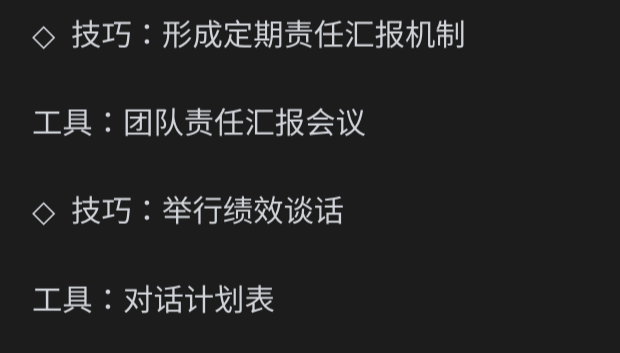 ◇ 技巧：形成定期责任汇报机制
工具：团队责任汇报会议
◇ 技巧：举行绩效谈话
工具：对话计划表